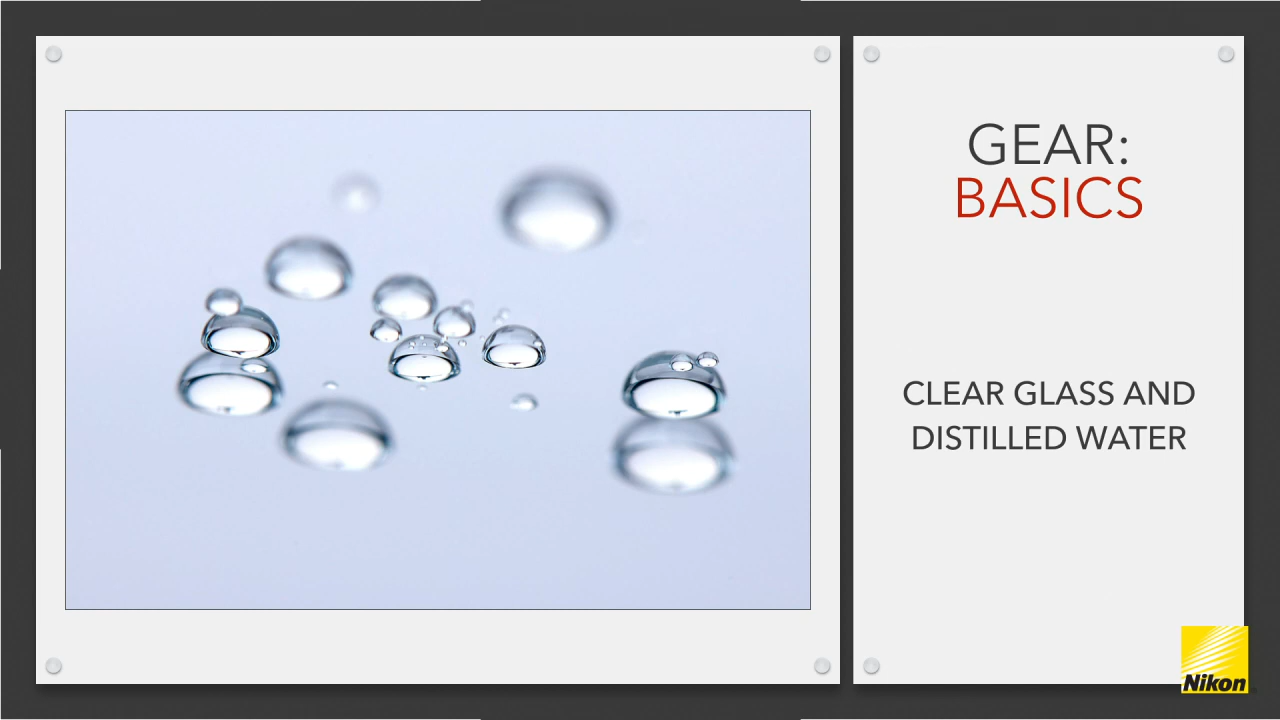 GEAR:
BASICS
CLEAR GLASS AND
DISTILLED WATER
Nikon